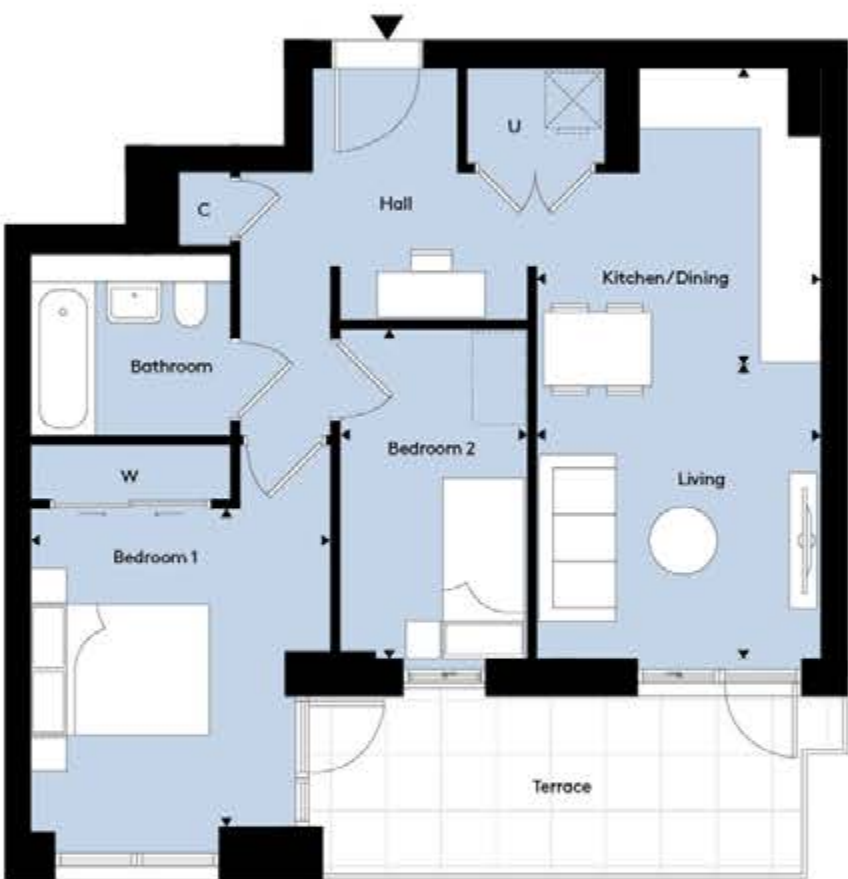 U
C
Hall
Kitchen/Dining
Bathroom
Bedroom 2
W
Living
Bedroom 1
Terrace